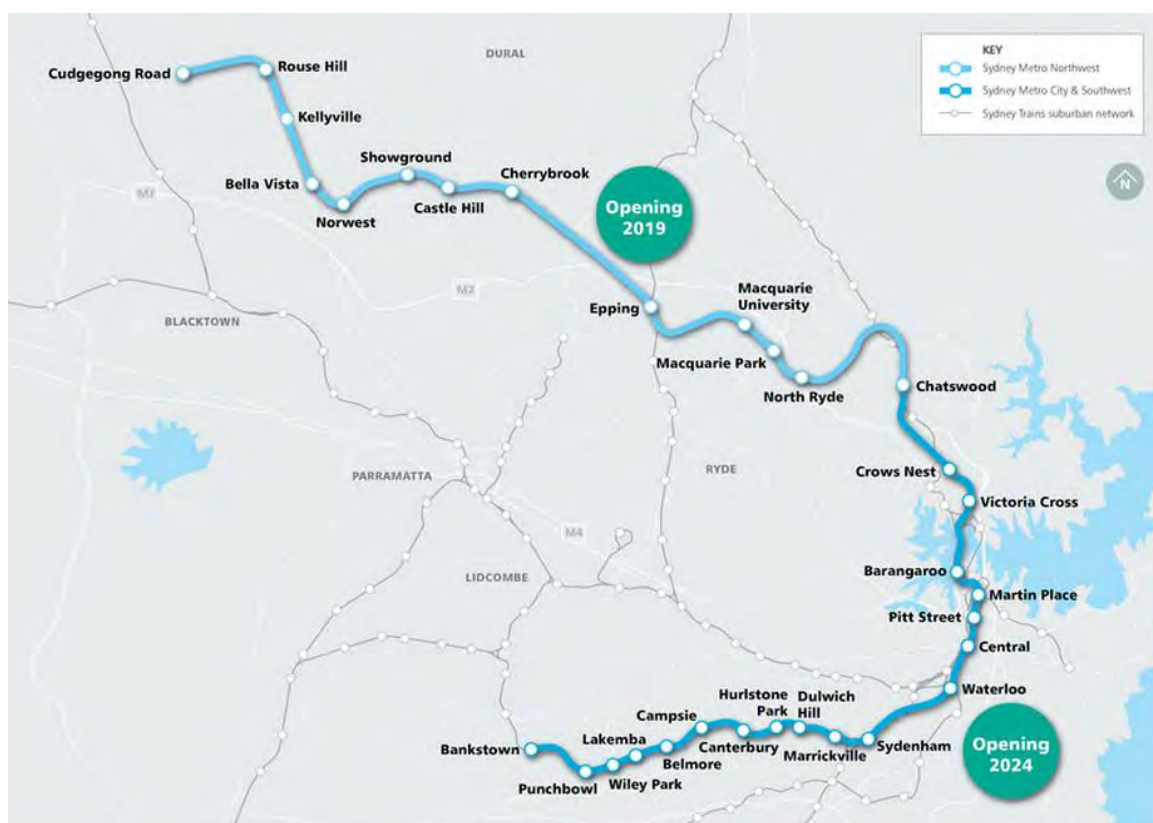 DURAL
KEY
Sydney Metro Northwest
Sydney Metro City & Southwest
Sydney Trains suburban network
N
Cudgegong Road
Rouse Hill
Kellyville
Showground
Cherrybrook
Bella Vista
Castle Hill
Norwest
M7
Opening
2019
M2
Epping
Macquarie
University
BLACKTOWN
Macquarie Park
North Ryde
Chatswood
PARRAMATTA
RYDE
Crows Nest
Victoria Cross
M4
LIDCOMBE
Barangaroo
Martin Place
Pitt Street
Central
Waterloo
Hurlstone
Park
Dulwich
Hill
Campsie
Lakemba
Bankstown
Canterbury
Sydenham
Marrickville
Belmore
Wiley Park
Punchbowl
Opening
2024